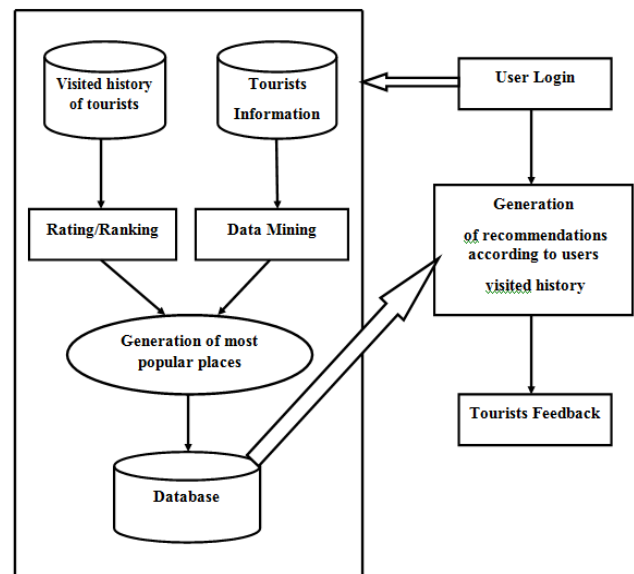 Visited history
of tourists
Tourists
Information
User Login
Rating/Ranking
Data Mining
Generation
of recommendations
according to users
visited history
Generation of most
popular places
Tourists Feedback
Database